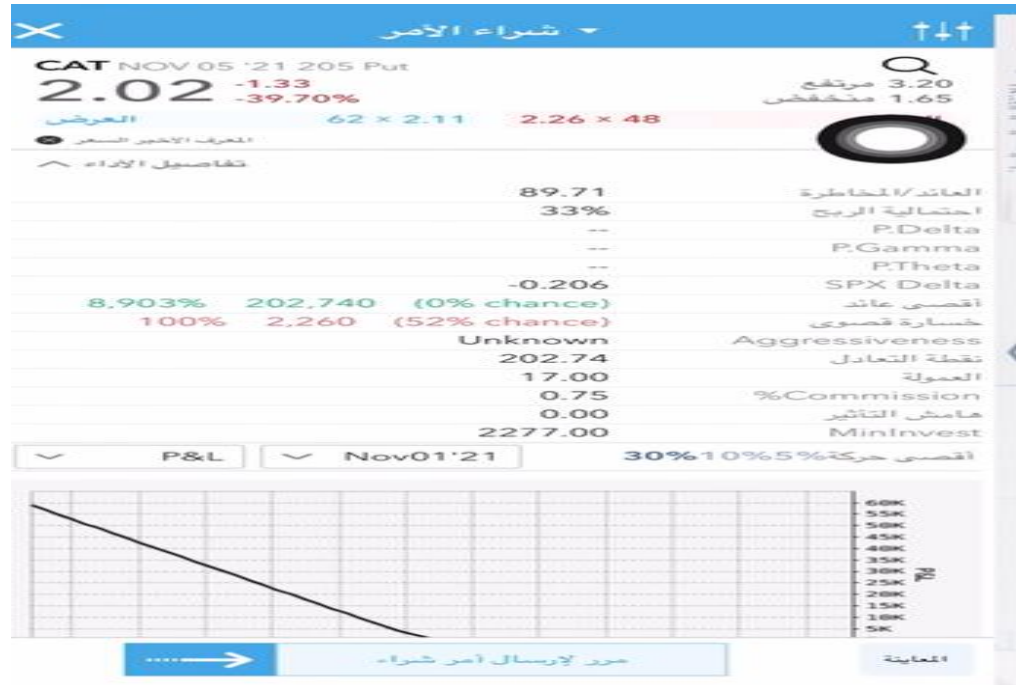 شراء الأمر
CAT NOV 05 '21 205 Put
2.02 -1.33 -39.70%
3.20 مرتفع
1.65 منخفض
العرض 62 × 2.11 2.26 × 48
المعرف الأخير السعر
تفاصيل الأداء
العائد/المخاطرة 89.71
احتمالية الربح 33%
P.Delta --
P.Gamma --
P.Theta --
SPX Delta -0.206
أقصى عائد (0% chance) 202,740 8,903%
خسارة قصوى (52% chance) 2,260 100%
Aggressiveness Unknown
نقطة التعادل 202.74
العمولة 17.00
%Commission 0.75
هامش التأثير 0.00
MinInvest 2277.00
أقصى حركة 5% 10% 30% Nov01'21 P&L
60K
55K
50K
45K
40K
35K
30K
25K
20K
15K
10K
5K
P&L
المعاينة
مرر لإرسال أمر شراء